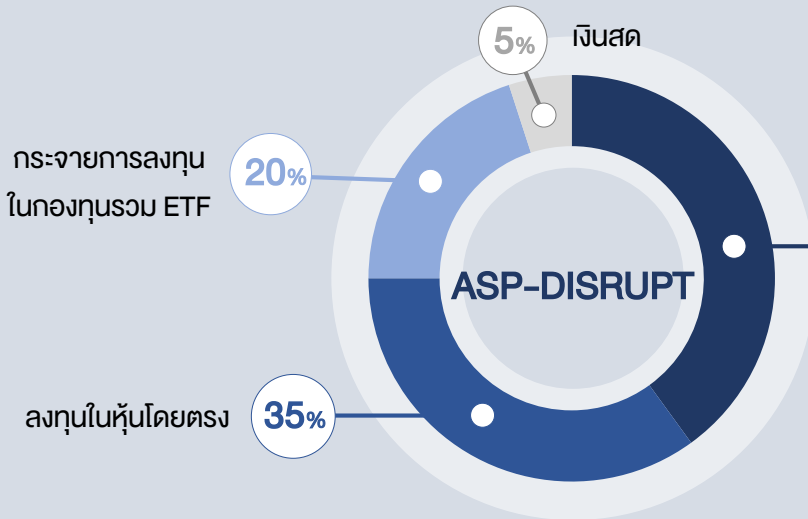 5%
เงินสด
กระจายการลงทุน
ในกองทุนรวม ETF
20%
ASP-DISRUPT
ลงทุนในหุ้นโดยตรง
35%